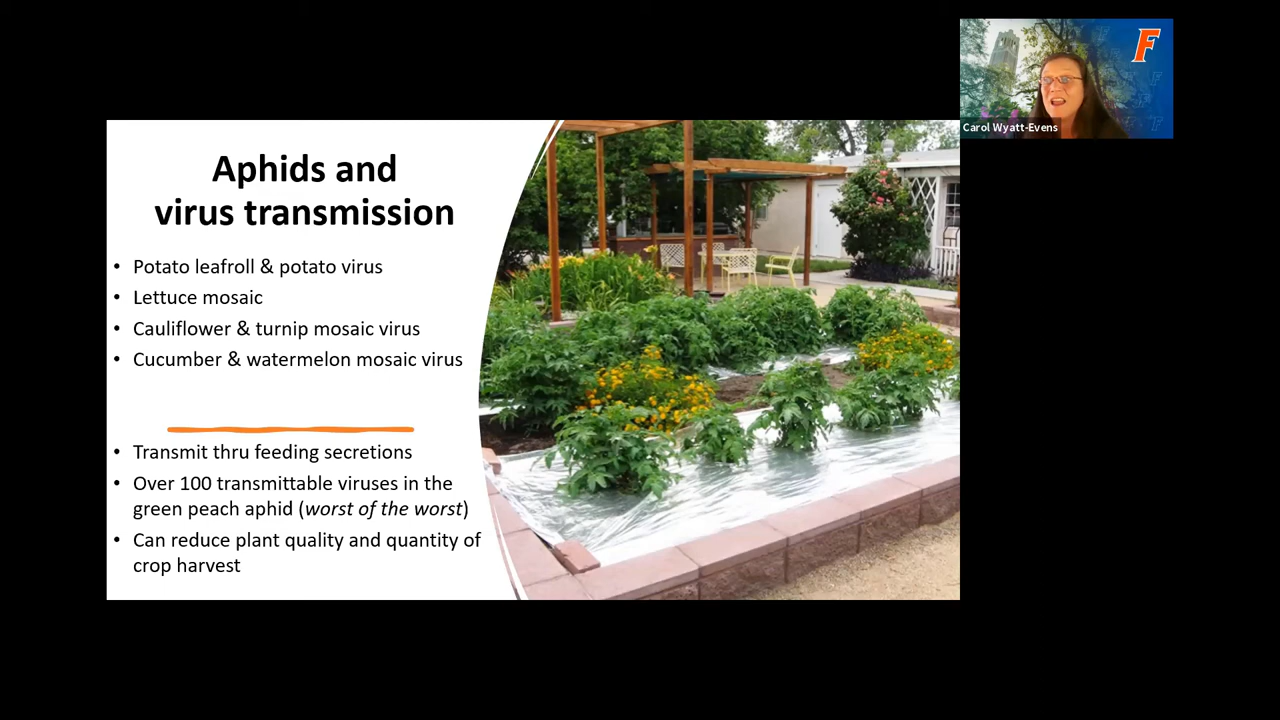 Aphids and
virus transmission
• Potato leafroll & potato virus
• Lettuce mosaic
• Cauliflower & turnip mosaic virus
• Cucumber & watermelon mosaic virus
• Transmit thru feeding secretions
• Over 100 transmittable viruses in the
green peach aphid (worst of the worst)
• Can reduce plant quality and quantity of
crop harvest
F
Carol Wyatt-Evens